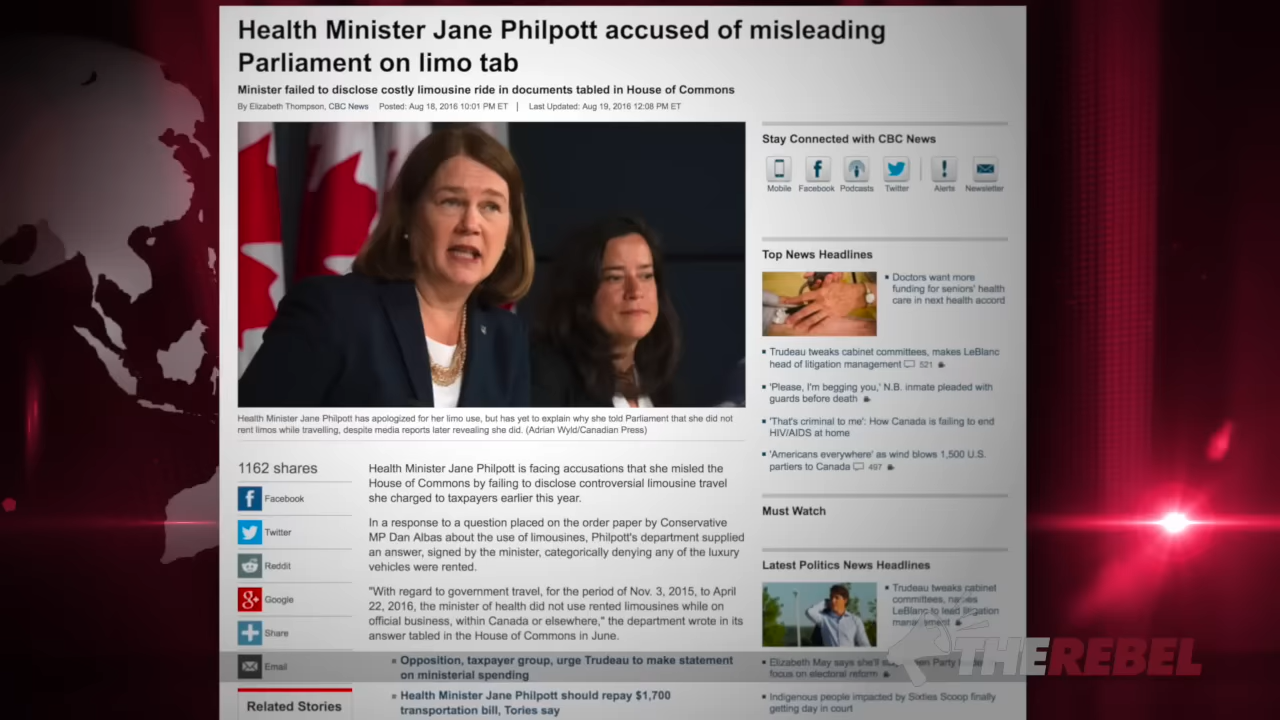 Health Minister Jane Philpott accused of misleading
Parliament on limo tab
Minister failed to disclose costly limousine ride in documents tabled in House of Commons
By Elizabeth Thompson, CBC News Posted: Aug 18, 2016 10:01 PM ET | Last Updated: Aug 19, 2016 12:08 PM ET
Health Minister Jane Philpott has apologized for her limo use, but has yet to explain why she told Parliament that she did not
rent limos while travelling, despite media reports later revealing she did. (Adrian Wyld/Canadian Press)
1162 shares
Facebook
Twitter
Reddit
Google
Share
Email
Related Stories
Health Minister Jane Philpott is facing accusations that she misled the
House of Commons by failing to disclose controversial limousine travel
she charged to taxpayers earlier this year.
In a response to a question placed on the order paper by Conservative
MP Dan Albas about the use of limousines, Philpott's department supplied
an answer, signed by the minister, categorically denying any of the luxury
vehicles were rented.
"With regard to government travel, for the period of Nov. 3, 2015, to April
22, 2016, the minister of health did not use rented limousines while on
official business, within Canada or elsewhere," the department wrote in its
answer tabled in the House of Commons in June.
Opposition, taxpayer group, urge Trudeau to make statement
on ministerial spending
Health Minister Jane Philpott should repay $1,700
transportation bill, Tories say
Stay Connected with CBC News
Mobile Facebook Podcasts Twitter Alerts Newsletter
Top News Headlines
Doctors want more
funding for seniors' health
care in next health accord
Trudeau tweaks cabinet committees, makes LeBlanc
head of litigation management 521
'Please, I'm begging you,' N.B. inmate pleaded with
guards before death
'That's criminal to me': How Canada is failing to end
HIV/AIDS at home
'Americans everywhere' as wind blows 1,500 U.S.
partiers to Canada 497
Must Watch
Latest Politics News Headlines
Trudeau tweaks cabinet
committees, names
LeBlanc to lead litigation
management
Elizabeth May says she'll Party
focus on electoral reform
Indigenous people impacted by Sixties Scoop finally
getting day in court
THEREBEL